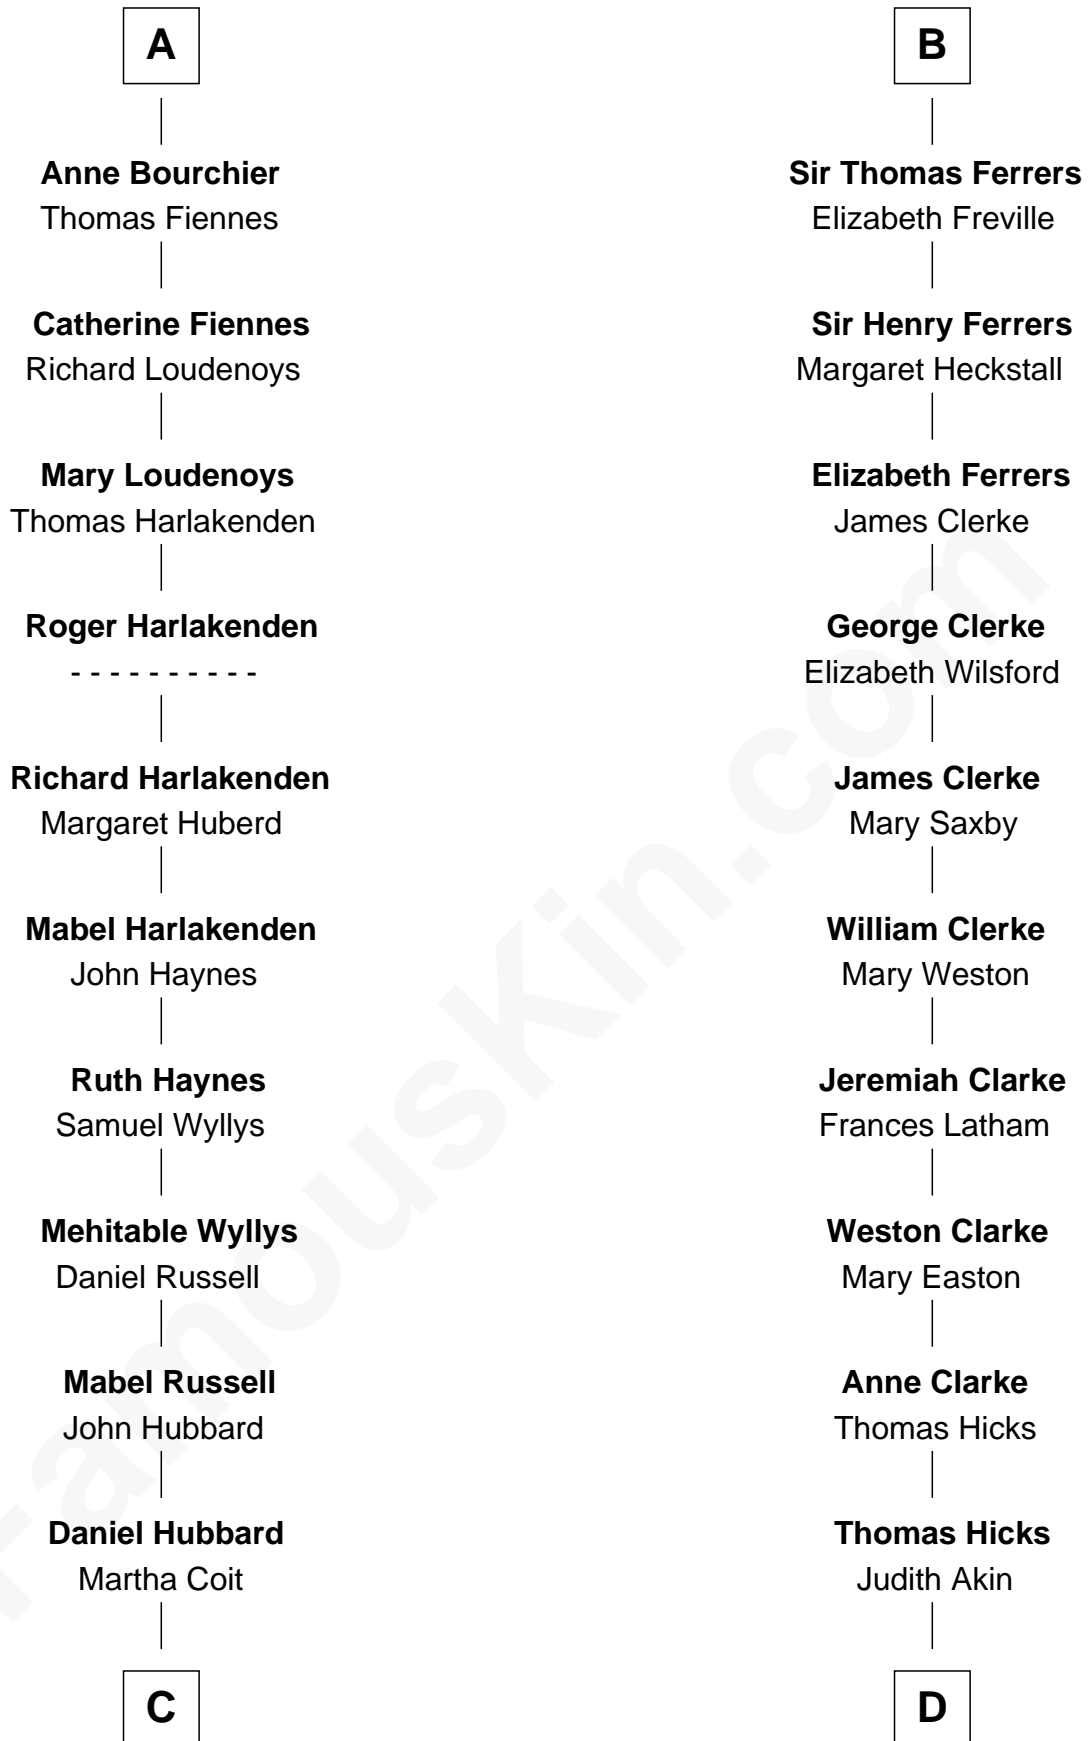 A
Anne Bourchier
Thomas Fiennes
Catherine Fiennes
Richard Loudenoys
Mary Loudenoys
Thomas Harlakenden
Roger Harlakenden
- - - - - - - - - -
Richard Harlakenden
Margaret Huberd
Mabel Harlakenden
John Haynes
Ruth Haynes
Samuel Wyllys
Mehitable Wyllys
Daniel Russell
Mabel Russell
John Hubbard
Daniel Hubbard
Martha Coit
C
B
Sir Thomas Ferrers
Elizabeth Freville
Sir Henry Ferrers
Margaret Heckstall
Elizabeth Ferrers
James Clerke
George Clerke
Elizabeth Wilsford
James Clerke
Mary Saxby
William Clerke
Mary Weston
Jeremiah Clarke
Frances Latham
Weston Clarke
Mary Easton
Anne Clarke
Thomas Hicks
Thomas Hicks
Judith Akin
D
FamousKin.com